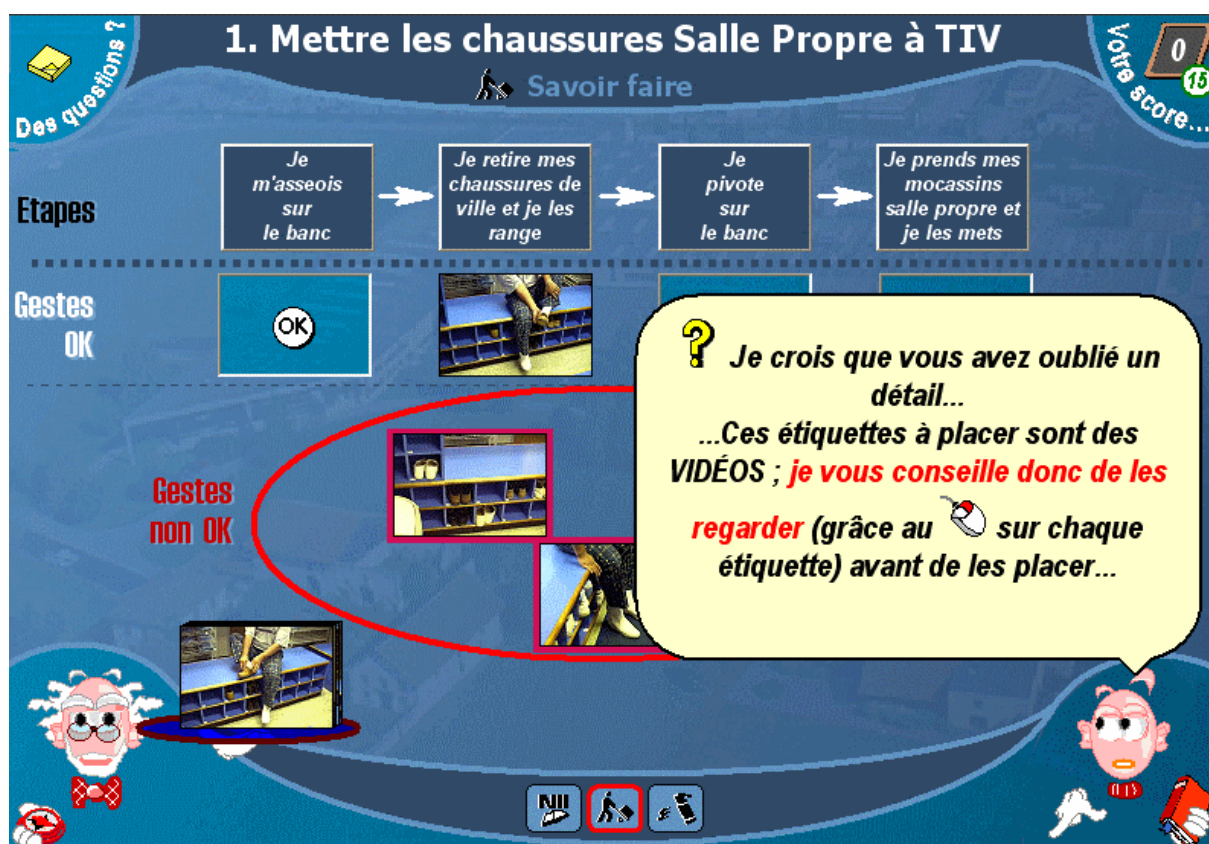 Des questions ?
1. Mettre les chaussures Salle Propre à TIV
Savoir faire
Votre score...
0
15
Etapes
Je
m'asseois
sur
le banc
Je retire mes
chaussures de
ville et je les
range
Je
pivote
sur
le banc
Je prends mes
mocassins
salle propre et
je les mets
Gestes
OK
OK
? Je crois que vous avez oublié un
détail...
...Ces étiquettes à placer sont des
VIDÉOS ; je vous conseille donc de les
regarder (grâce au sur chaque
étiquette) avant de les placer...
Gestes
non OK